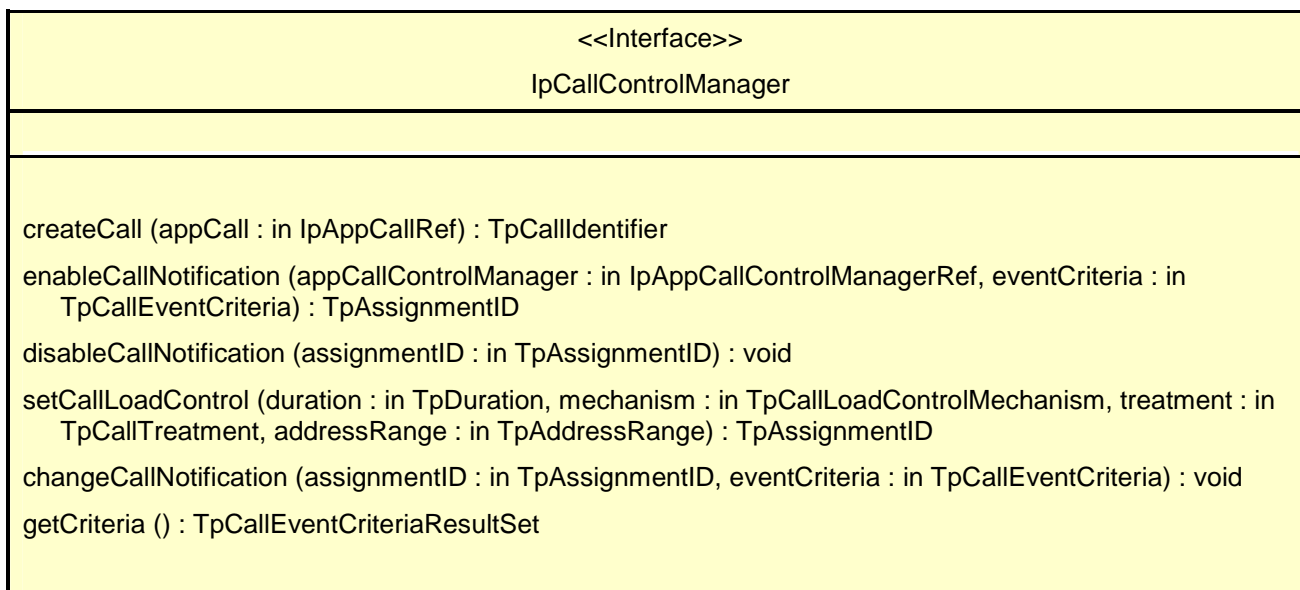 <<Interface>>
IpCallControlManager
createCall (appCall : in IpAppCallRef) : TpCallIdentifier
enableCallNotification (appCallControlManager : in IpAppCallControlManagerRef, eventCriteria : in
TpCallEventCriteria) : TpAssignmentID
disableCallNotification (assignmentID : in TpAssignmentID) : void
setCallLoadControl (duration : in TpDuration, mechanism : in TpCallLoadControlMechanism, treatment : in
TpCallTreatment, addressRange : in TpAddressRange) : TpAssignmentID
changeCallNotification (assignmentID : in TpAssignmentID, eventCriteria : in TpCallEventCriteria) : void
getCriteria () : TpCallEventCriteriaResultSet